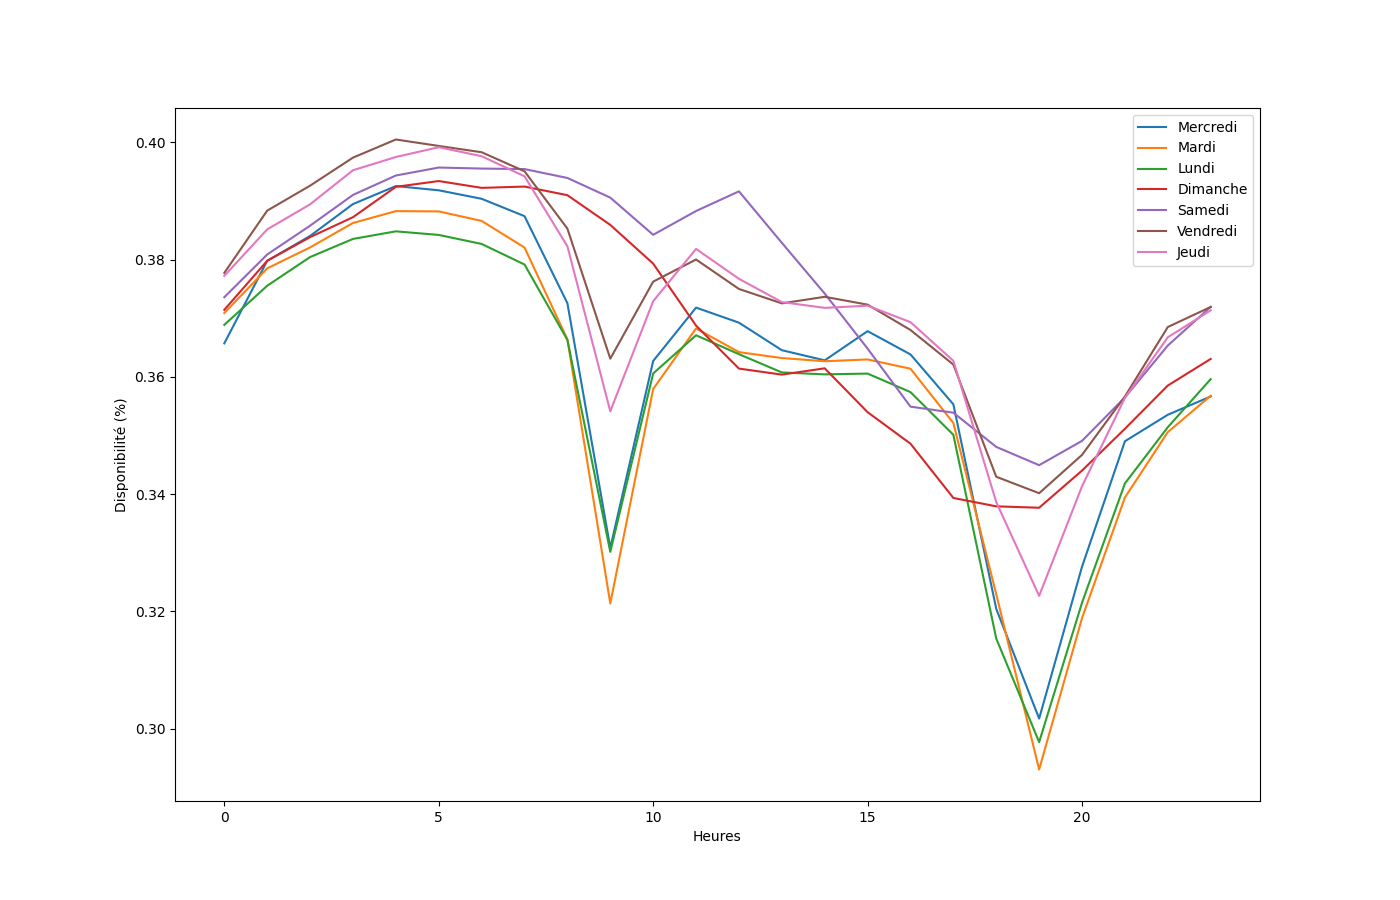 Mercredi
Mardi
Lundi
Dimanche
Samedi
Vendredi
Jeudi
0.40
0.38
0.36
0.34
0.32
0.30
Disponibilité (%)
0 5 10 15 20
Heures